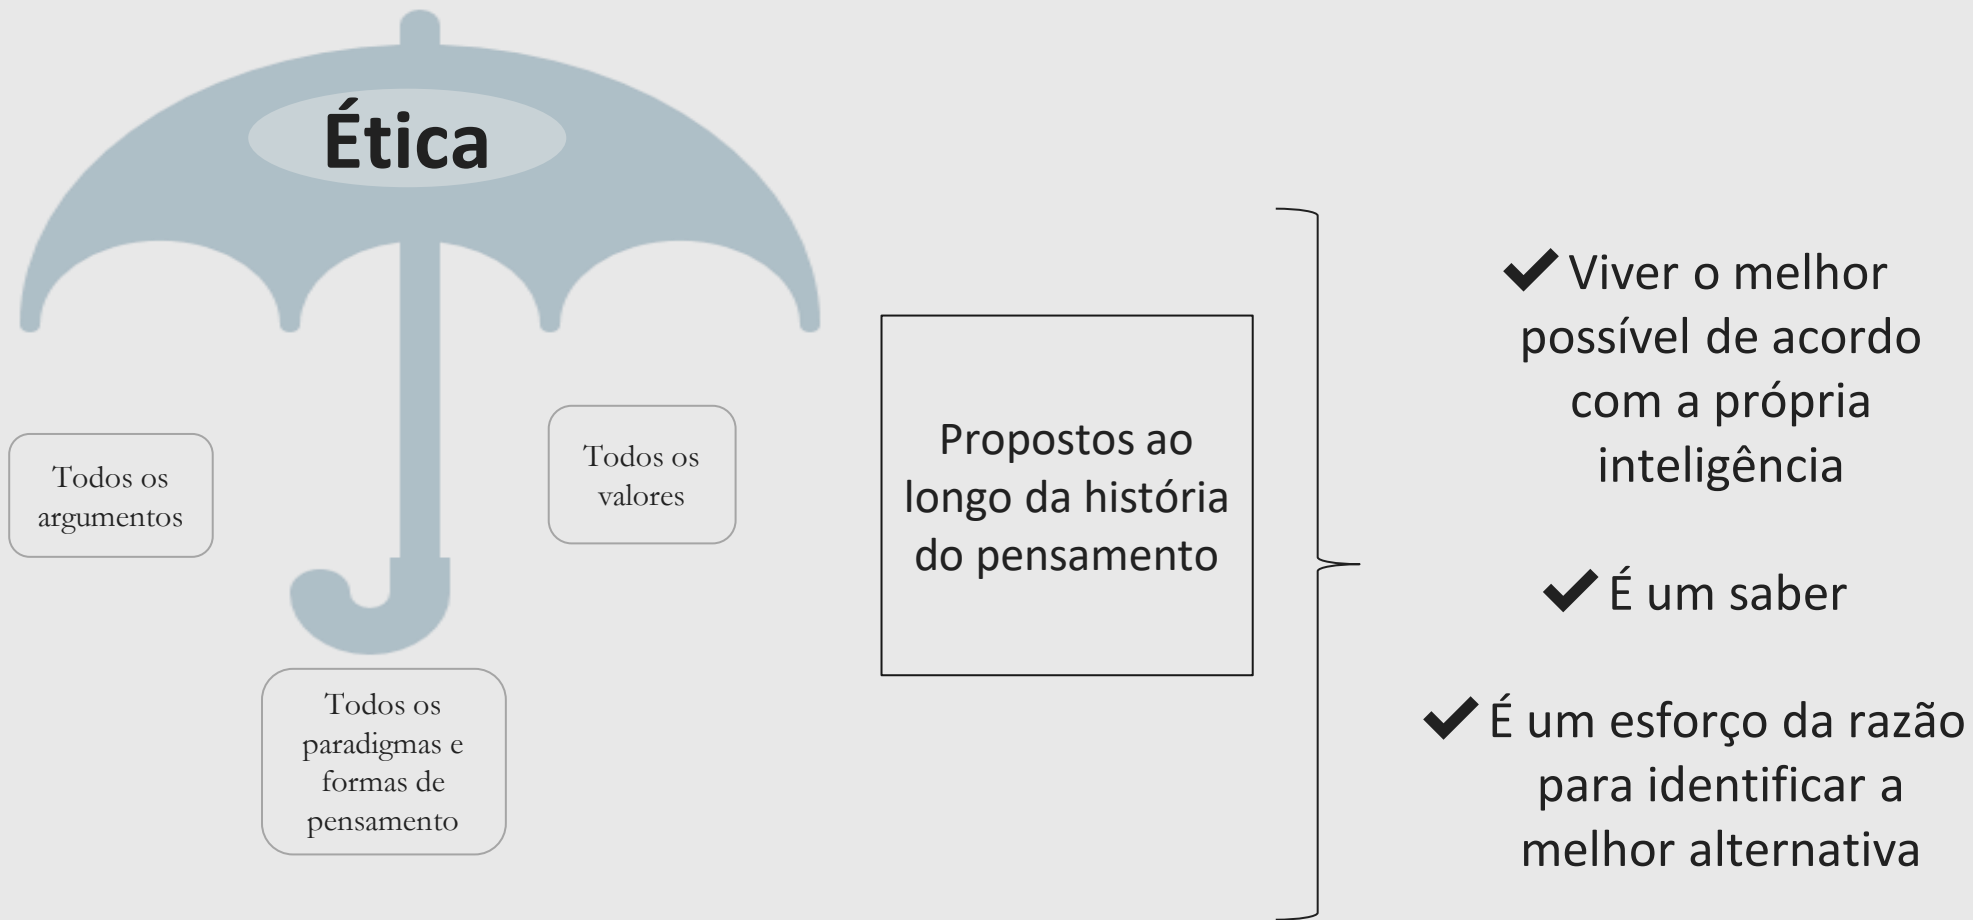 Ética
Todos os
argumentos
Todos os
valores
Todos os
paradigmas e
formas de
pensamento
Propostos ao
longo da história
do pensamento
✔ Viver o melhor
possível de acordo
com a própria
inteligência
✔ É um saber
✔ É um esforço da razão
para identificar a
melhor alternativa